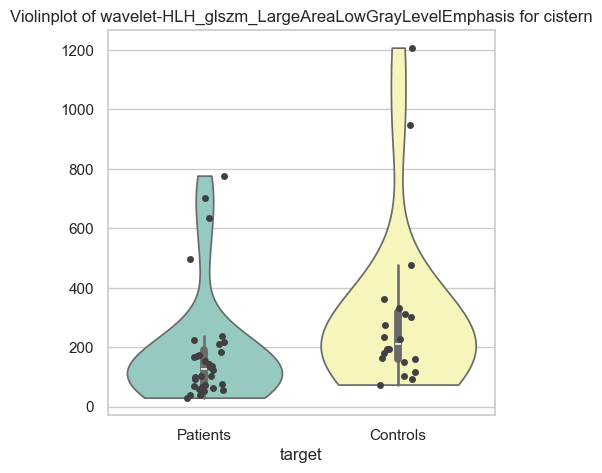 Violinplot of wavelet-HLH_glszm_LargeAreaLowGrayLevelEmphasis for cistern
1200
1000
800
600
400
200
0
Patients Controls
target